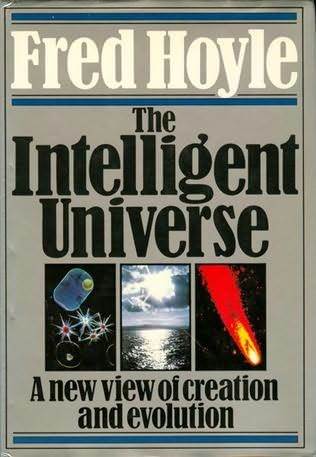 Fred Hoyle
The
Intelligent
Universe
A new view of creation
and evolution